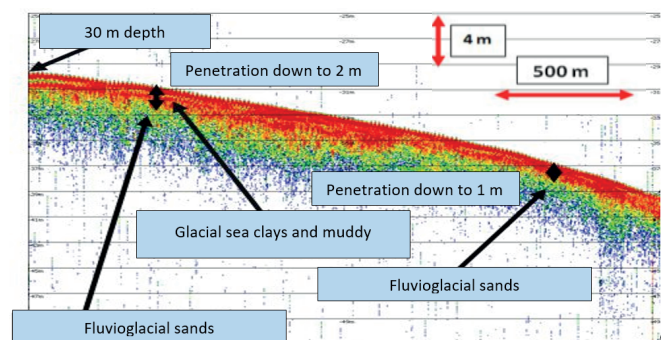 30 m depth
4 m
500 m
Penetration down to 2 m
Penetration down to 1 m
Glacial sea clays and muddy
Fluvioglacial sands
Fluvioglacial sands